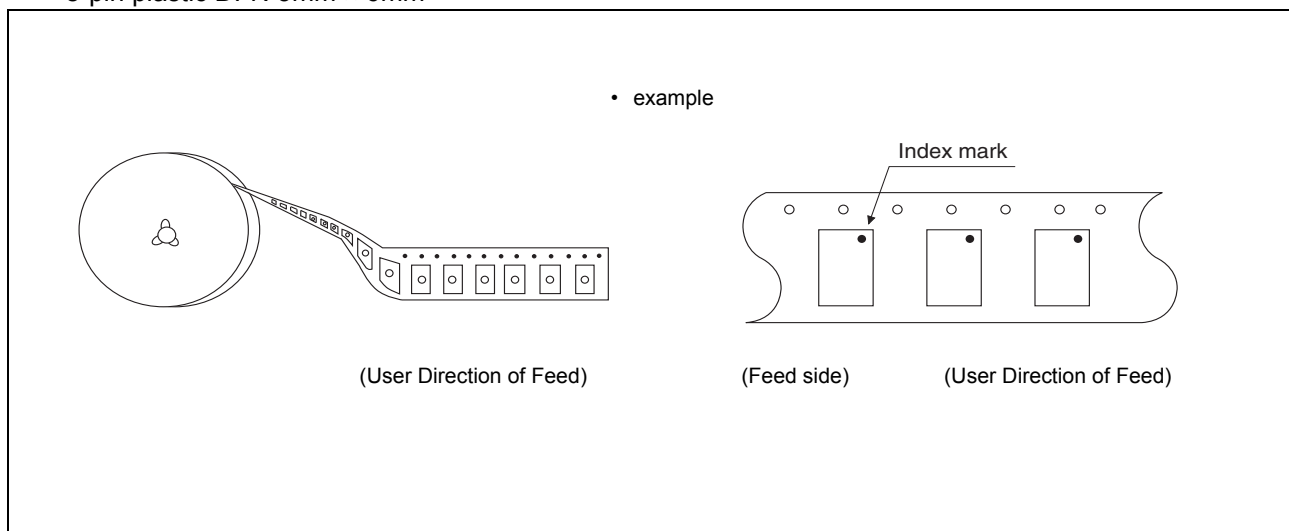 • example
Index mark
(User Direction of Feed)
(Feed side)
(User Direction of Feed)